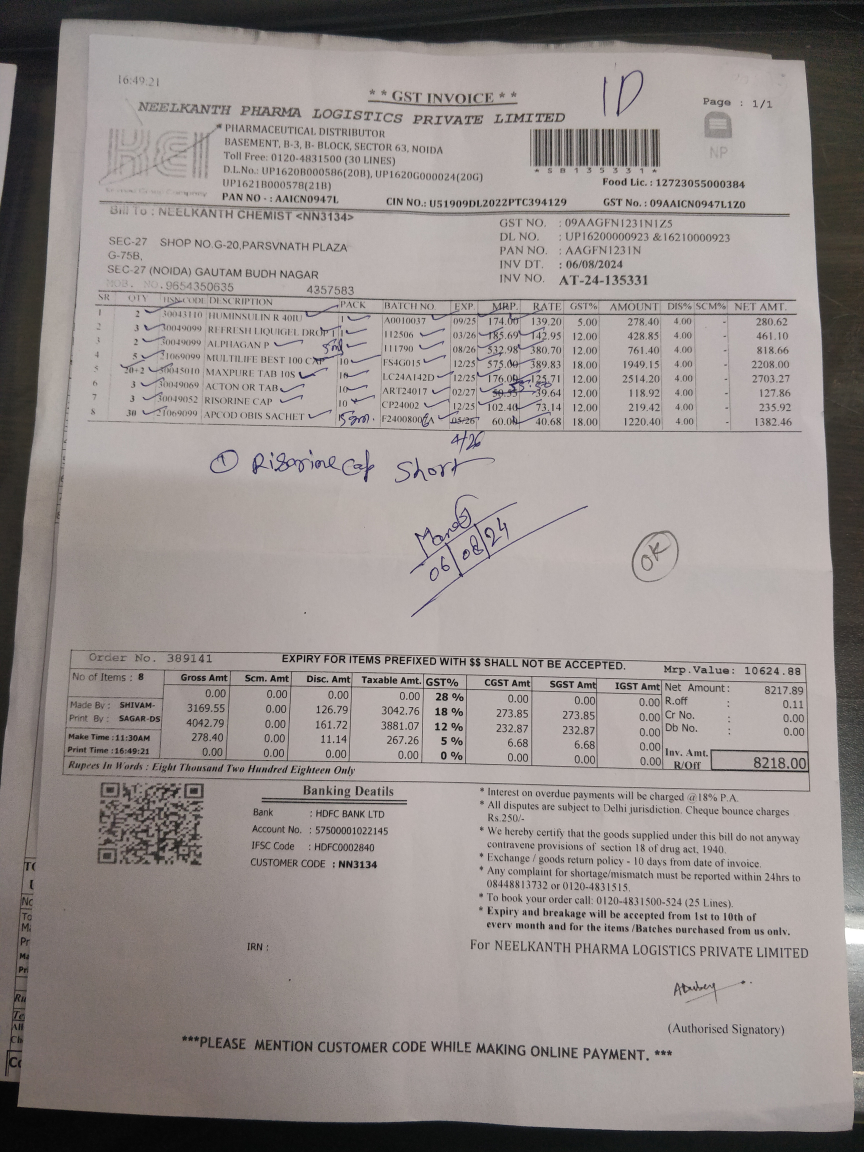 16:49.21
* * GST INVOICE * *
1D
Page : 1/1
NEELKANTH PHARMA LOGISTICS PRIVATE LIMITED
PHARMACEUTICAL DISTRIBUTOR
BASEMENT, B-3, B- BLOCK, SECTOR 63, NOIDA
Toll Free: 0120-4831500 (30 LINES)
D.L.No.: UP1620B000586(20B), UP1620G000024(20G)
UP1621B000578(21B)
PAN NO - : AAICN0947L
CIN NO.: U51909DL2022PTC394129
NP
*SB135331*
Food Lic. : 12723055000384
GST No. : 09AAICN0947L1Z0
Bill To : NEELKANTH CHEMIST <NN3134>
SEC-27 SHOP NO.G-20,PARSVNATH PLAZA
G-75B,
SEC-27 (NOIDA) GAUTAM BUDH NAGAR
MOB. NO.9654350635 4357583
GST NO. : 09AAGFN1231N1Z5
DL NO. : UP16200000923 &16210000923
PAN NO. : AAGFN1231N
INV DT. : 06/08/2024
INV NO. AT-24-135331
SR QTY HSN CODE DESCRIPTION PACK BATCH NO. EXP. MRP. RATE GST% AMOUNT DIS% SCM% NET AMT.
1 2 30043110 HUMINSULIN R 40IU 1 A0010037 09/25 174.00 139.20 5.00 278.40 4.00 - 280.62
2 3 30049099 REFRESH LIQUIGEL DROP 1 112506 03/26 185.69 142.95 12.00 428.85 4.00 - 461.10
3 2 30049099 ALPHAGAN P 5ml 111790 08/26 532.98 380.70 12.00 761.40 4.00 - 818.66
4 5 21069099 MULTILIFE BEST 100 CAP 10 FS4G015 12/25 575.00 389.83 18.00 1949.15 4.00 - 2208.00
5 20+2 30045010 MAXPURE TAB 10S 10 LC24A142D 12/25 176.00 125.71 12.00 2514.20 4.00 - 2703.27
6 3 30049069 ACTON OR TAB 10 ART24017 02/27 39.64 12.00 118.92 4.00 - 127.86
7 3 30049052 RISORINE CAP 10 CP24002 12/25 102.40 73.14 12.00 219.42 4.00 - 235.92
8 30 21069099 APCOD OBIS SACHET 5gm. 05/26 60.00 40.68 18.00 1220.40 4.00 - 1382.46
4/26
① Risorine Cap Short
06/08/24
OK
Order No. 389141
EXPIRY FOR ITEMS PREFIXED WITH $$ SHALL NOT BE ACCEPTED.
Mrp.Value: 10624.88
No of Items : 8
Made By : SHIVAM-
Print By : SAGAR-DS
Make Time :11:30AM
Print Time :16:49:21
Gross Amt Scm. Amt Disc. Amt Taxable Amt. GST% CGST Amt SGST Amt IGST Amt
0.00 0.00 0.00 0.00 28 % 0.00 0.00 0.00
3169.55 0.00 126.79 3042.76 18 % 273.85 273.85 0.00
4042.79 0.00 161.72 3881.07 12 % 232.87 232.87 0.00
278.40 0.00 11.14 267.26 5 % 6.68 6.68 0.00
0.00 0.00 0.00 0.00 0 % 0.00 0.00 0.00
Net Amount: 8217.89
R.off : 0.11
Cr No. 0.00
Db No. : 0.00
Inv. Amt.
R/Off 8218.00
Rupees In Words : Eight Thousand Two Hundred Eighteen Only
Banking Deatils
Bank : HDFC BANK LTD
Account No. : 57500001022145
IFSC Code : HDFC0002840
CUSTOMER CODE : NN3134
* Interest on overdue payments will be charged @18% P.A.
* All disputes are subject to Delhi jurisdiction. Cheque bounce charges
Rs.250/-
* We hereby certify that the goods supplied under this bill do not anyway
contravene provisions of section 18 of drug act, 1940.
* Exchange / goods return policy - 10 days from date of invoice.
* Any complaint for shortage/mismatch must be reported within 24hrs to
08448813732 or 0120-4831515.
* To book your order call: 0120-4831500-524 (25 Lines).
* Expiry and breakage will be accepted from 1st to 10th of
every month and for the items /Batches purchased from us only.
IRN :
For NEELKANTH PHARMA LOGISTICS PRIVATE LIMITED
(Authorised Signatory)
***PLEASE MENTION CUSTOMER CODE WHILE MAKING ONLINE PAYMENT. ***